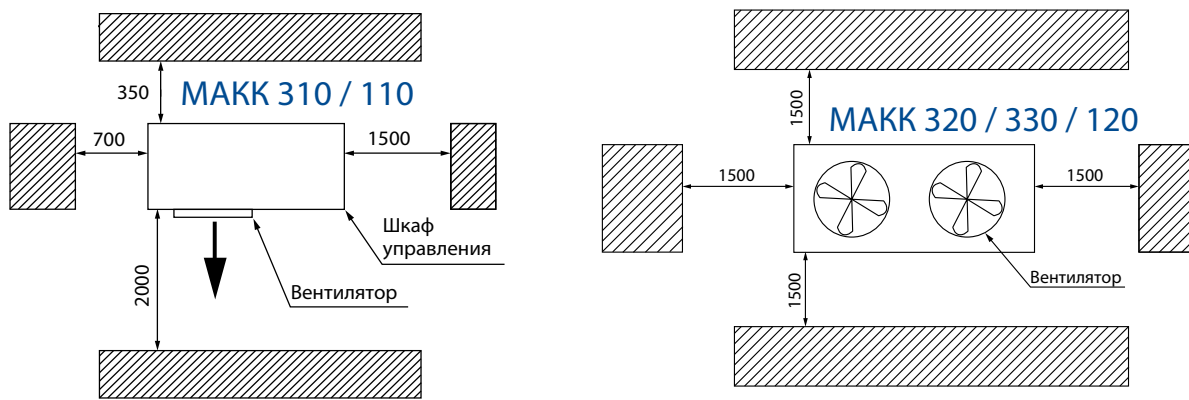 350
МАКК 310 / 110
700
1500
Шкаф
управления
2000
Вентилятор
1500
МАКК 320 / 330 / 120
1500
1500
1500
Вентилятор